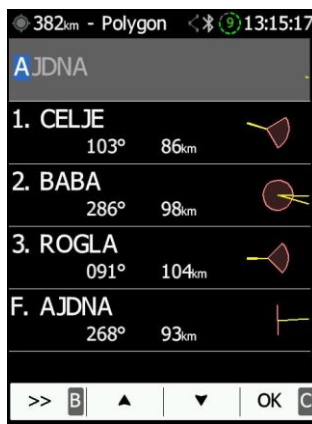 382km - Polygon 9 13:15:17
AJDNA
1. CELJE
103° 86km
2. BABA
286° 98km
3. ROGLA
091° 104km
F. AJDNA
268° 93km
>> B OK C